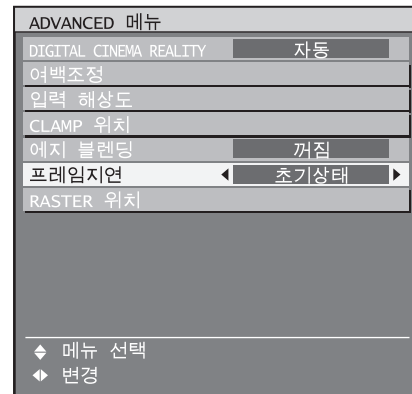 ADVANCED 메뉴
DIGITAL CINEMA REALITY 자동
여백조정
입력 해상도
CLAMP 위치
에지 블렌딩 꺼짐
프레임지연 초기상태
RASTER 위치
메뉴 선택
변경